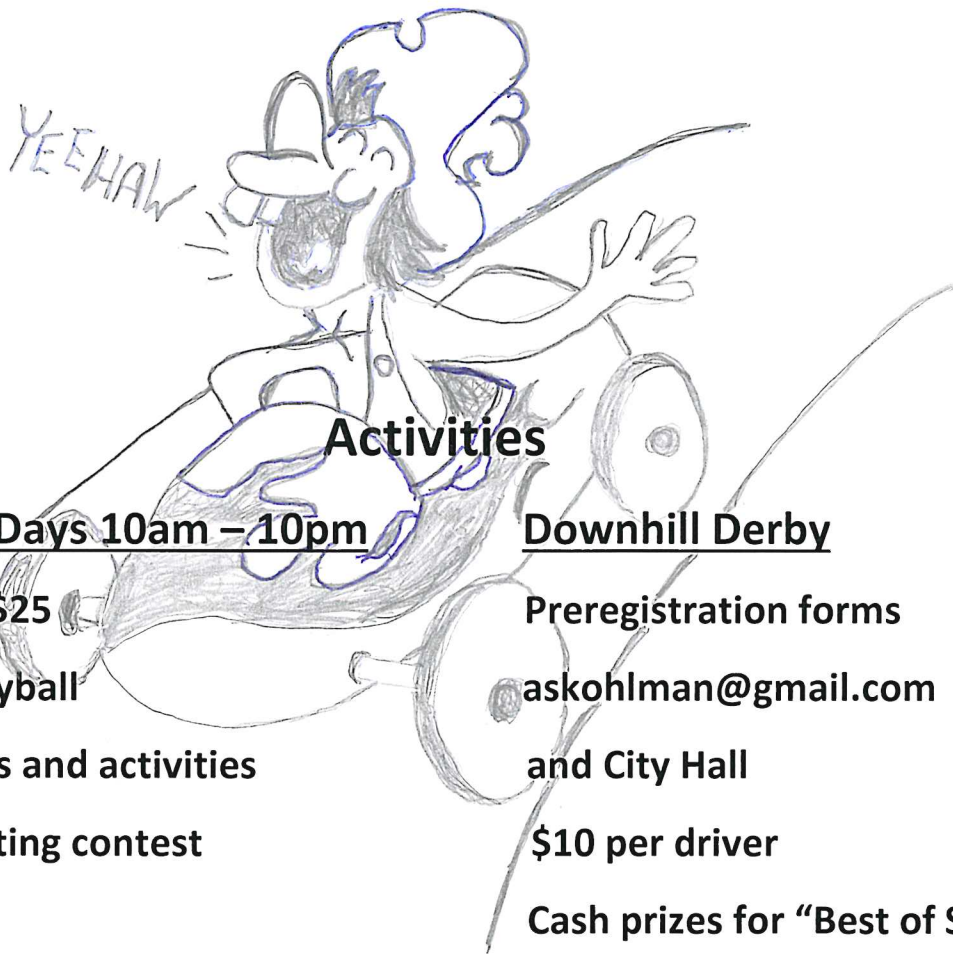 YEEHAW
Activities
Days 10am – 10pm
$25
yball
s and activities
ting contest
Downhill Derby
Preregistration forms
askohlman@gmail.com
and City Hall
$10 per driver
Cash prizes for “Best of S